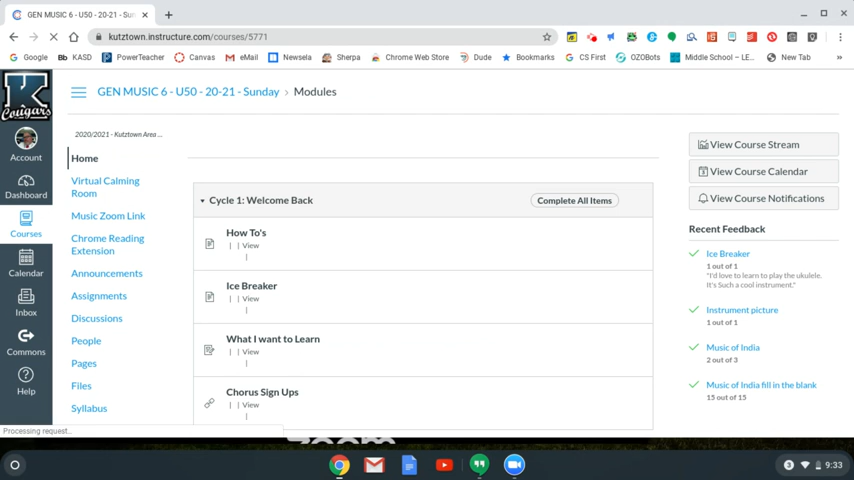 GEN MUSIC 6 - U50 - 20-21 - Sun
kutztown.instructure.com/courses/5771
Google Bb KASD PowerTeacher Canvas eMail Newsela Sherpa Chrome Web Store Dude Bookmarks CS First OZOBots Middle School – LE... New Tab »
K
Cougars
GEN MUSIC 6 - U50 - 20-21 - Sunday › Modules
Account
Dashboard
Courses
Calendar
Inbox
Commons
Help
2020/2021 - Kutztown Area ...
Home
Virtual Calming
Room
Music Zoom Link
Chrome Reading
Extension
Announcements
Assignments
Discussions
People
Pages
Files
Syllabus
Cycle 1: Welcome Back
Complete All Items
How To's
| | View
|
Ice Breaker
| | View
|
What I want to Learn
| | View
|
Chorus Sign Ups
| | View
|
View Course Stream
View Course Calendar
View Course Notifications
Recent Feedback
Ice Breaker
1 out of 1
"I'd love to learn to play the ukulele.
It's Such a cool instrument."
Instrument picture
1 out of 1
Music of India
2 out of 3
Music of India fill in the blank
15 out of 15
Processing request...
zoom
3 9:33